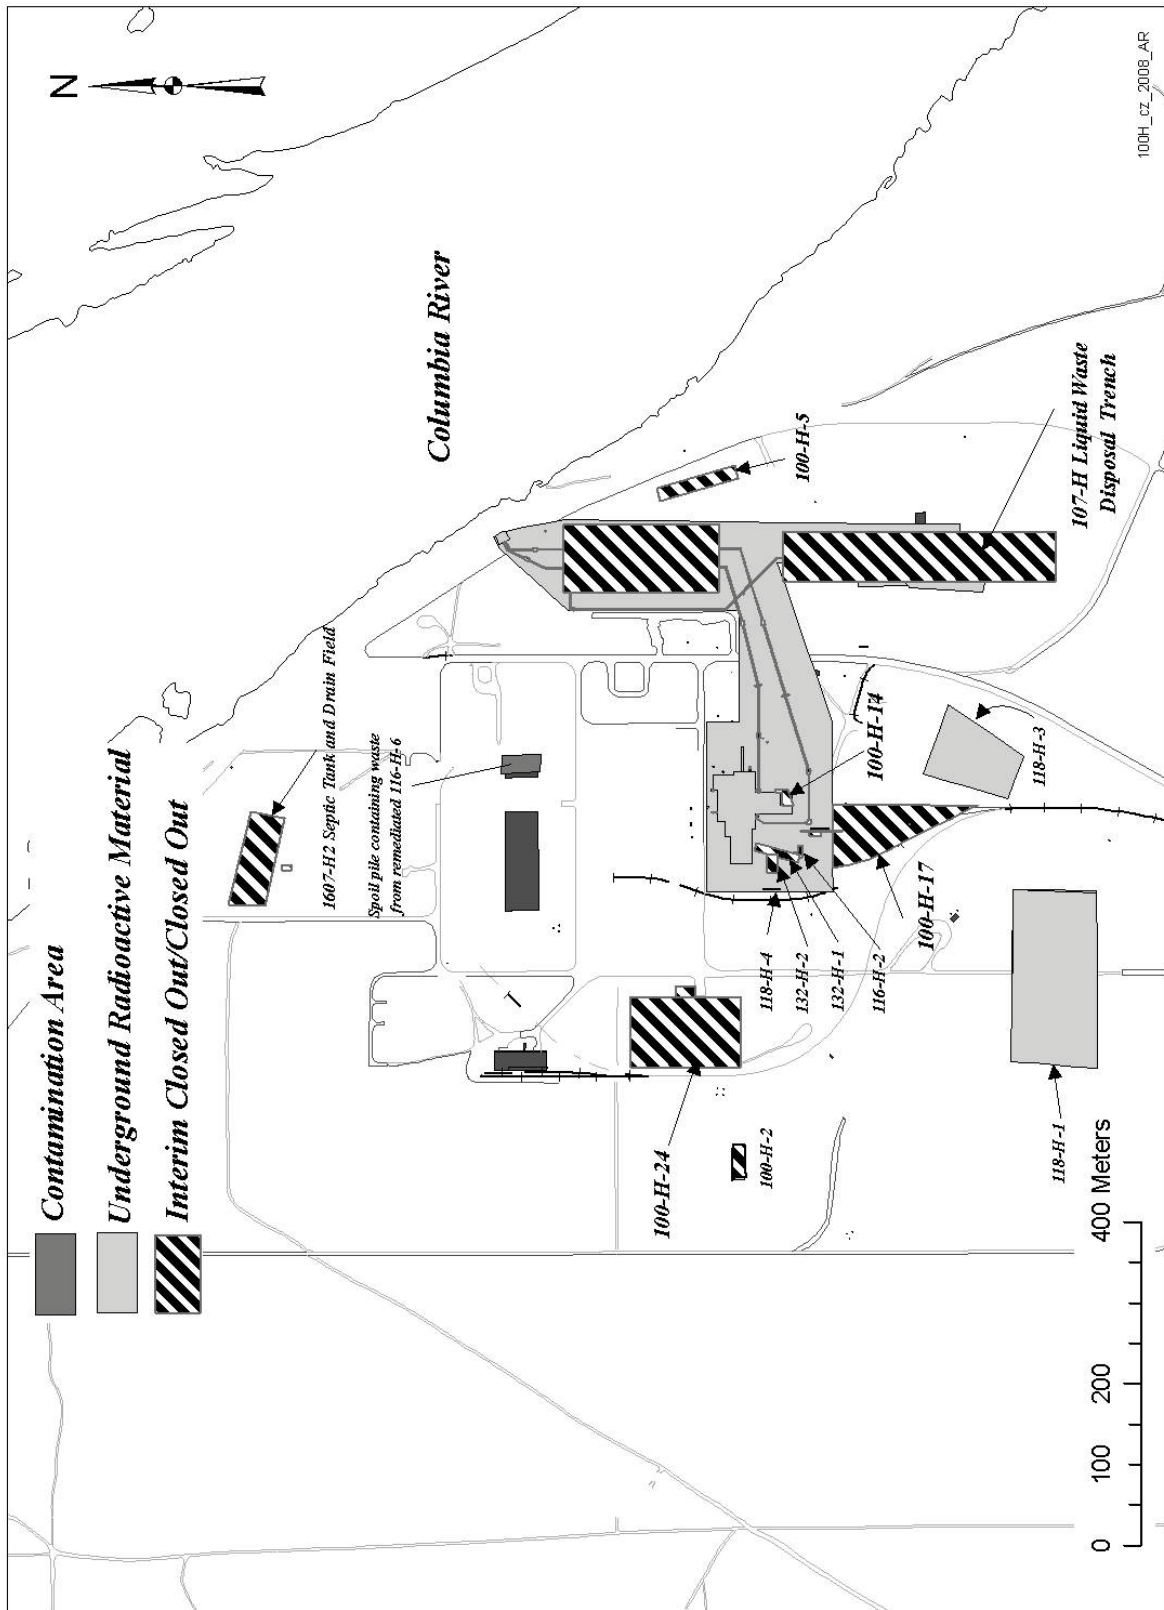 Contamination Area
Underground Radioactive Material
Interim Closed Out/Closed Out
N
Columbia River
1607-H2 Septic Tank and Drain Field
Spoil pile containing waste
from remediated 116-H-6
100-H-5
107-H Liquid Waste
Disposal Trench
100-H-14
118-H-3
100-H-17
118-H-4
132-H-2
132-H-1
116-H-2
100-H-24
100-H-2
118-H-1
0 100 200 400 Meters
100H_cz_2008_AR